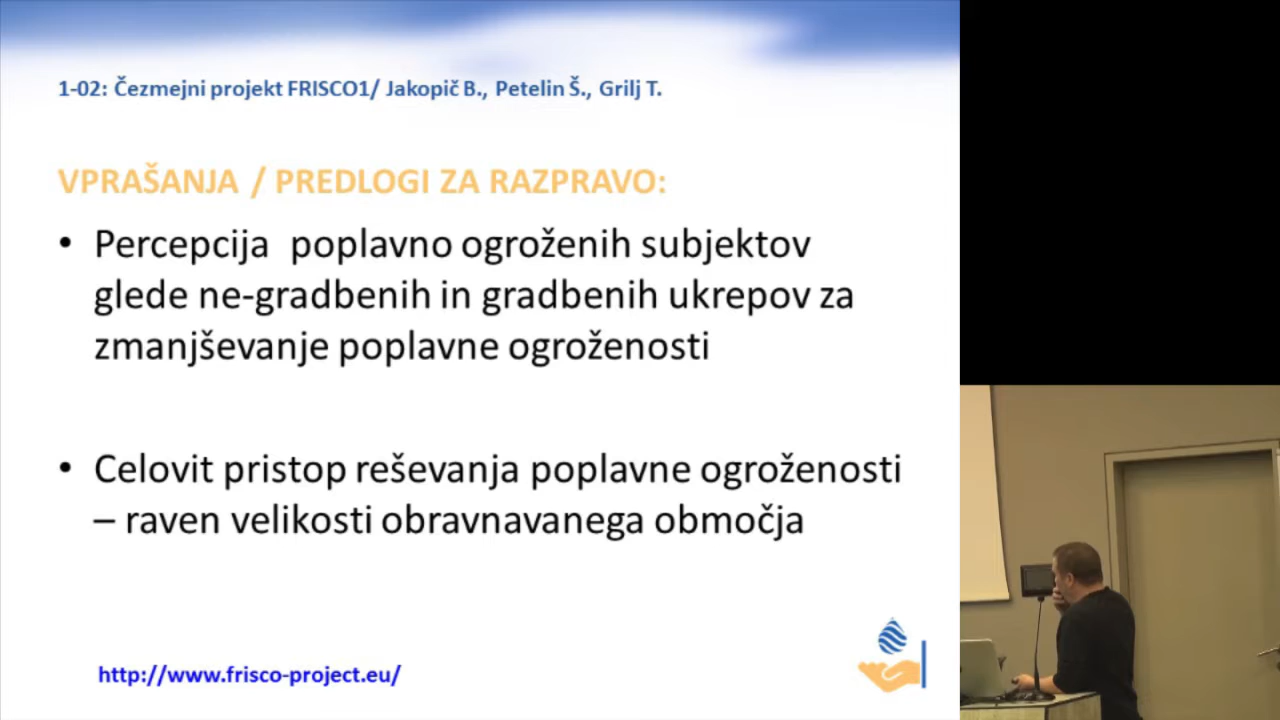 1-02: Čezmejni projekt FRISCO1/ Jakopič B., Petelin Š., Grilj T.
VPRAŠANJA / PREDLOGI ZA RAZPRAVO:
• Percepcija poplavno ogroženih subjektov
glede ne-gradbenih in gradbenih ukrepov za
zmanjševanje poplavne ogroženosti
• Celovit pristop reševanja poplavne ogroženosti
– raven velikosti obravnavanega območja
http://www.frisco-project.eu/